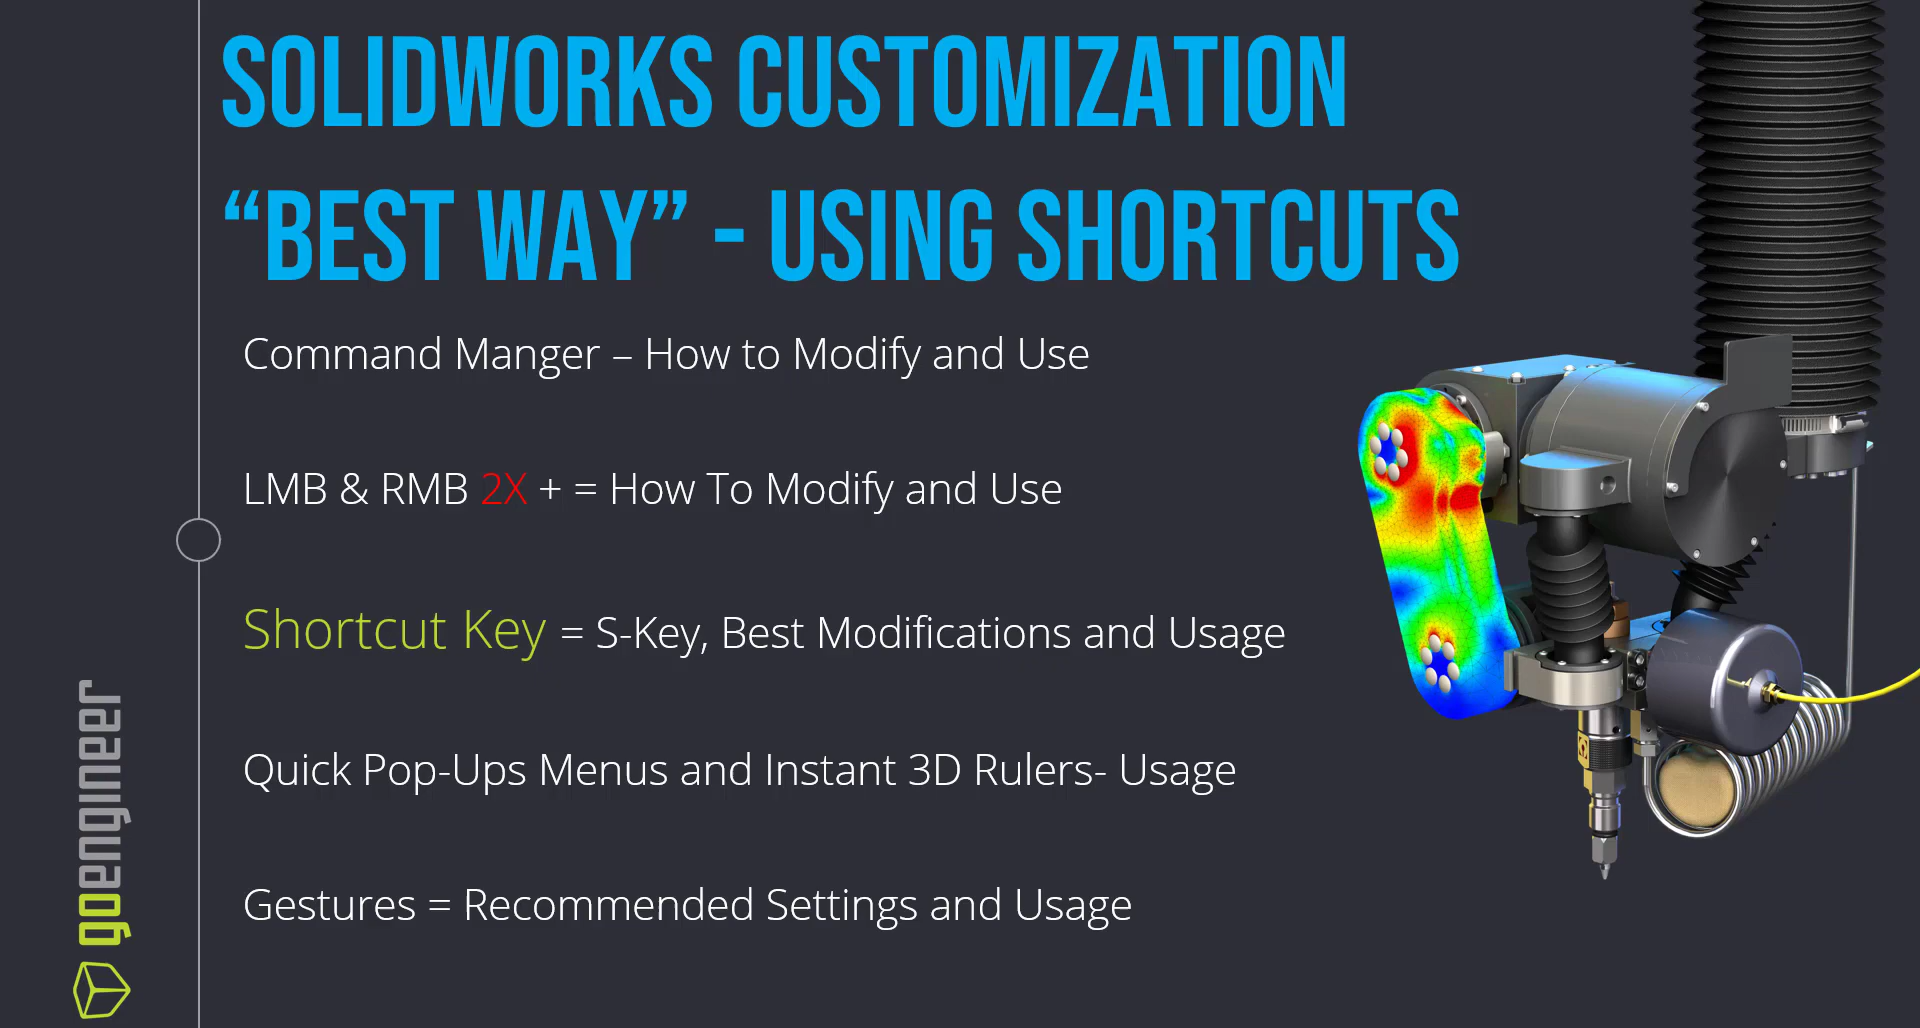 SOLIDWORKS CUSTOMIZATION
“BEST WAY” - USING SHORTCUTS
Command Manger – How to Modify and Use
LMB & RMB 2X + = How To Modify and Use
Shortcut Key = S-Key, Best Modifications and Usage
Quick Pop-Ups Menus and Instant 3D Rulers- Usage
Gestures = Recommended Settings and Usage
goengineer